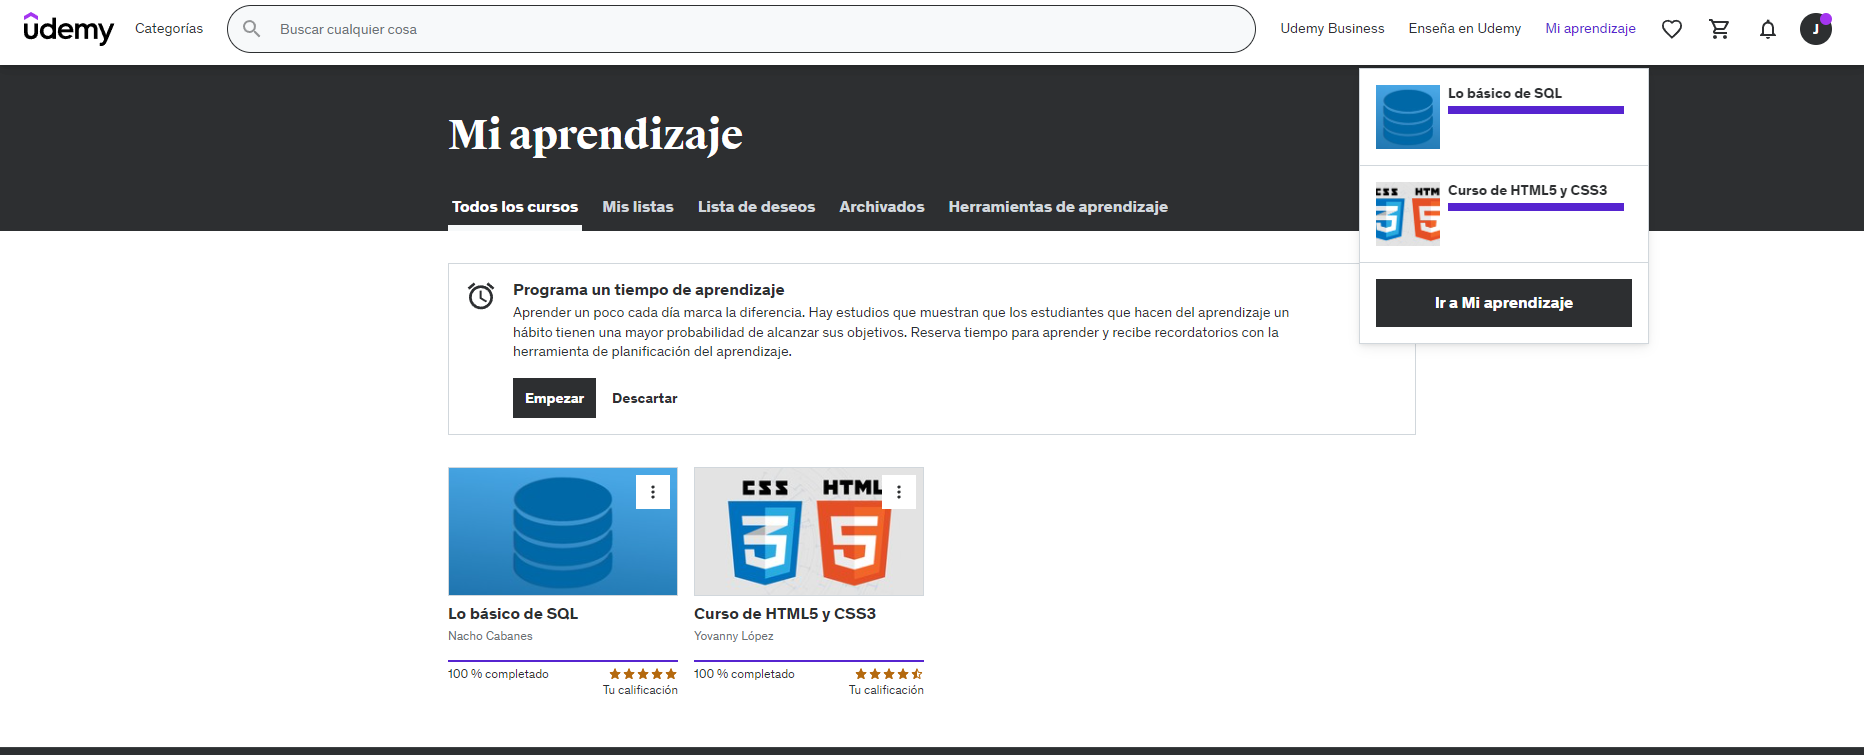 udemy
Categorías
Buscar cualquier cosa
Udemy Business
Enseña en Udemy
Mi aprendizaje
J
Lo básico de SQL
CSS HTM
3 5
Curso de HTML5 y CSS3
Ir a Mi aprendizaje
Mi aprendizaje
Todos los cursos
Mis listas
Lista de deseos
Archivados
Herramientas de aprendizaje
Programa un tiempo de aprendizaje
Aprender un poco cada día marca la diferencia. Hay estudios que muestran que los estudiantes que hacen del aprendizaje un
hábito tienen una mayor probabilidad de alcanzar sus objetivos. Reserva tiempo para aprender y recibe recordatorios con la
herramienta de planificación del aprendizaje.
Empezar
Descartar
Lo básico de SQL
Nacho Cabanes
100 % completado
Tu calificación
CSS HTML
3 5
Curso de HTML5 y CSS3
Yovanny López
100 % completado
Tu calificación